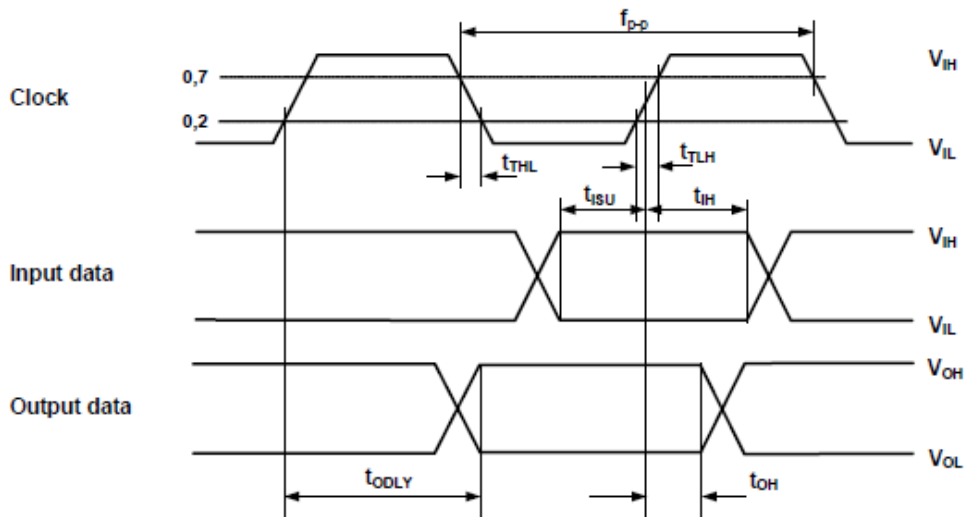 fp-p
VIH
0,7
Clock
0,2
VIL
tTHL
tTLH
tISU
tIH
VIH
Input data
VIL
VOH
Output data
VOL
tODLY
tOH